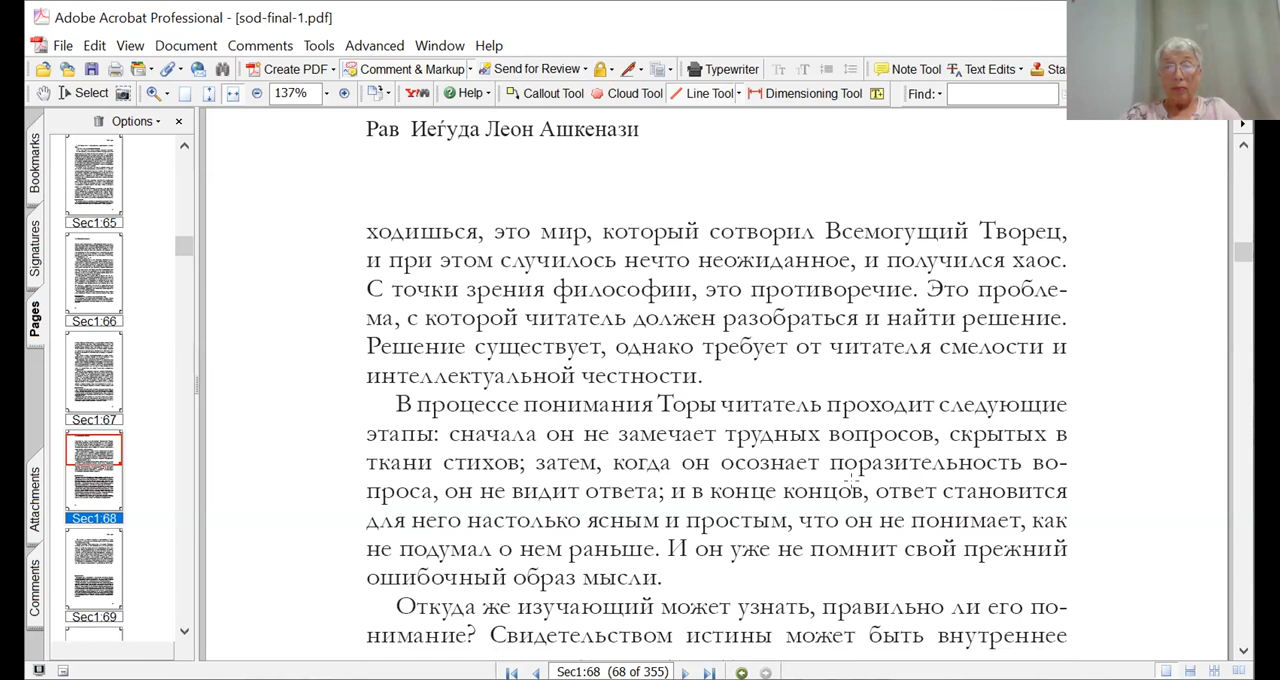 Adobe Acrobat Professional - [sod-final-1.pdf]
File Edit View Document Comments Tools Advanced Window Help
Create PDF Comment & Markup Send for Review Typewriter Note Tool Text Edits Sta
Select 137% Help Callout Tool Cloud Tool Line Tool Dimensioning Tool Find:
Options
Bookmarks
Signatures
Pages
Attachments
Comments
Sec1:65
Sec1:66
Sec1:67
Sec1:68
Sec1:69
Рав Иегуда Леон Ашкенази
ходишься, это мир, который сотворил Всемогущий Творец,
и при этом случилось нечто неожиданное, и получился хаос.
С точки зрения философии, это противоречие. Это пробле-
ма, с которой читатель должен разобраться и найти решение.
Решение существует, однако требует от читателя смелости и
интеллектуальной честности.
В процессе понимания Торы читатель проходит следующие
этапы: сначала он не замечает трудных вопросов, скрытых в
ткани стихов; затем, когда он осознает поразительность во-
проса, он не видит ответа; и в конце концов, ответ становится
для него настолько ясным и простым, что он не понимает, как
не подумал о нем раньше. И он уже не помнит свой прежний
ошибочный образ мысли.
Откуда же изучающий может узнать, правильно ли его по-
нимание? Свидетельством истины может быть внутреннее
Sec1:68 (68 of 355)